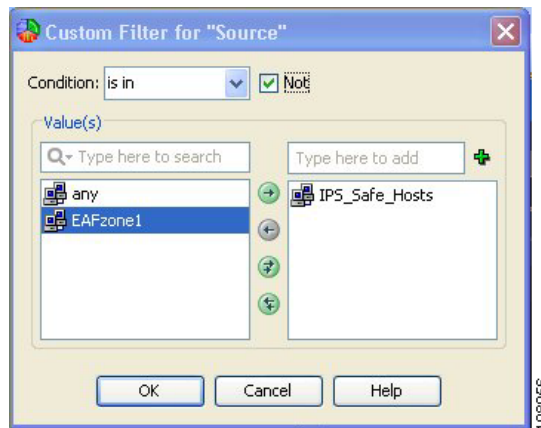 Custom Filter for "Source"
Condition: is in Not
Value(s)
Type here to search
Type here to add
any
IPS_Safe_Hosts
EAFzone1
OK
Cancel
Help